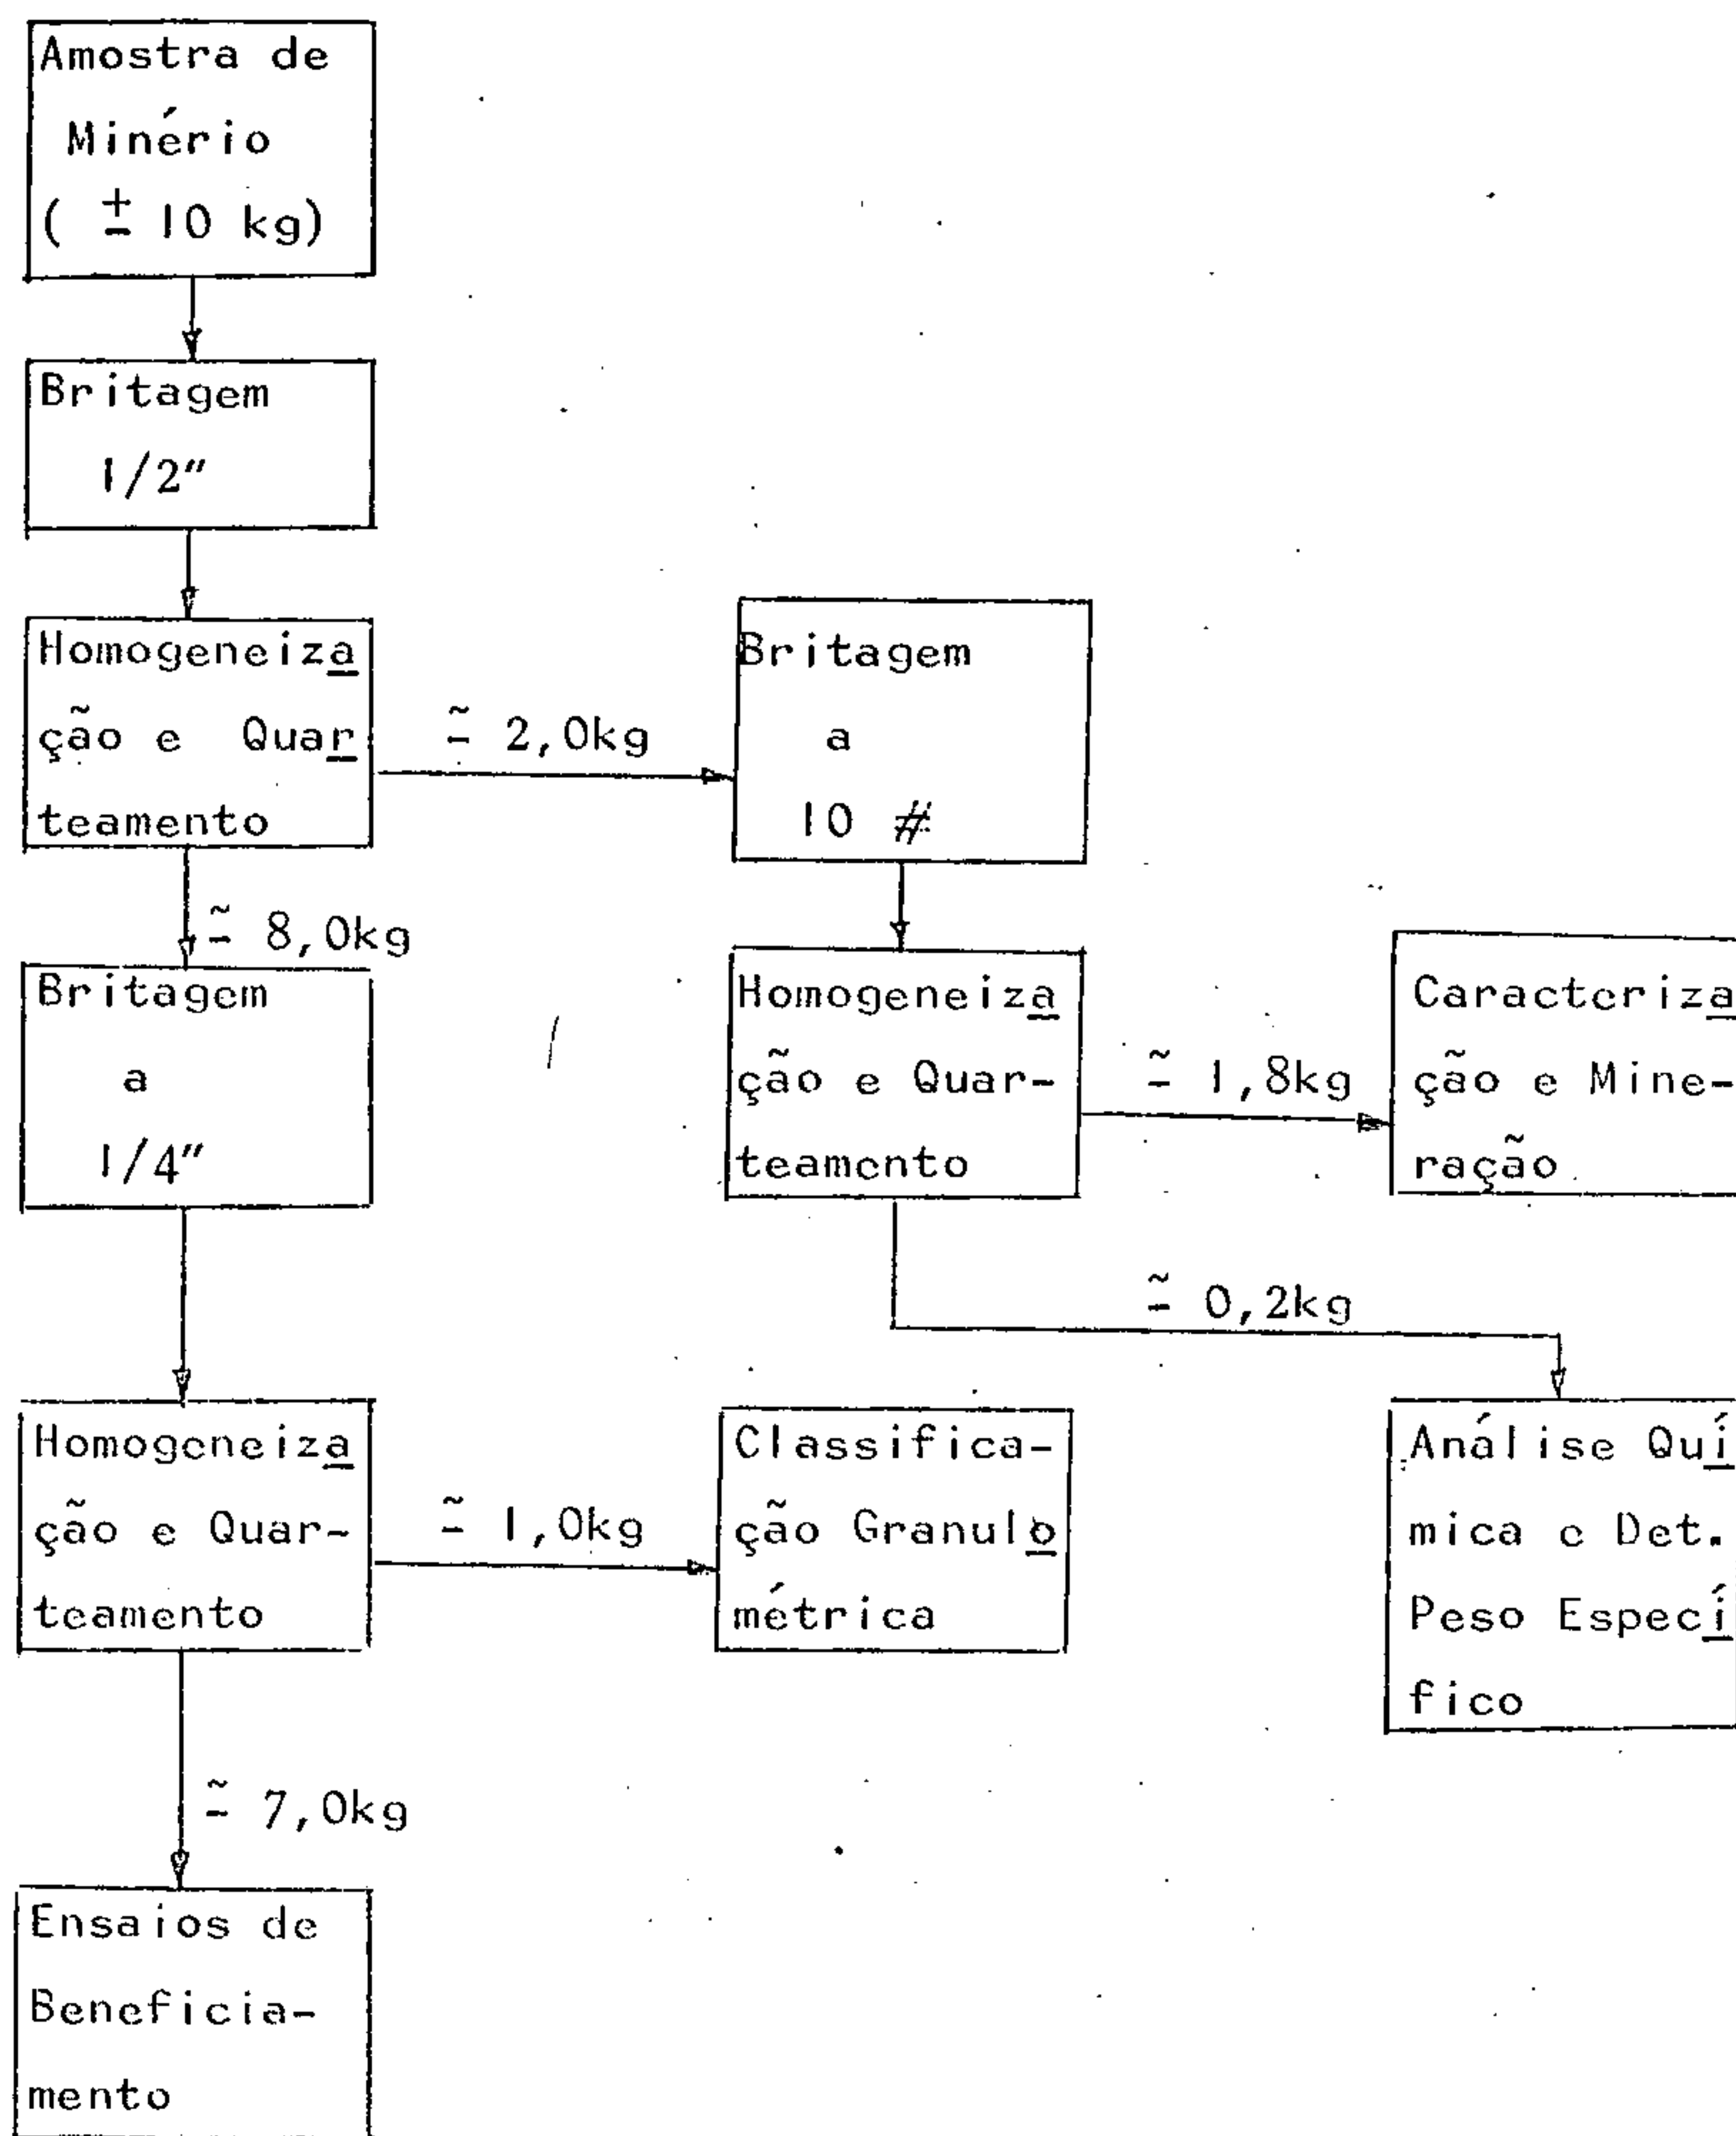 Amostra de
Minério
( ± 10 kg)
Britagem
1/2"
Homogeneiza
ção e Quar
teamento
≅ 2,0kg
Britagem
a
10 #
≅ 8,0kg
Britagem
a
1/4"
Homogeneiza
ção e Quar-
teamento
≅ 1,8kg
Caracteriza
ção e Mine-
ração
≅ 0,2kg
Homogeneiza
ção e Quar-
teamento
≅ 1,0kg
Classifica-
ção Granulo
métrica
Análise Quí
mica e Det.
Peso Especí
fico
≅ 7,0kg
Ensaios de
Beneficia-
mento